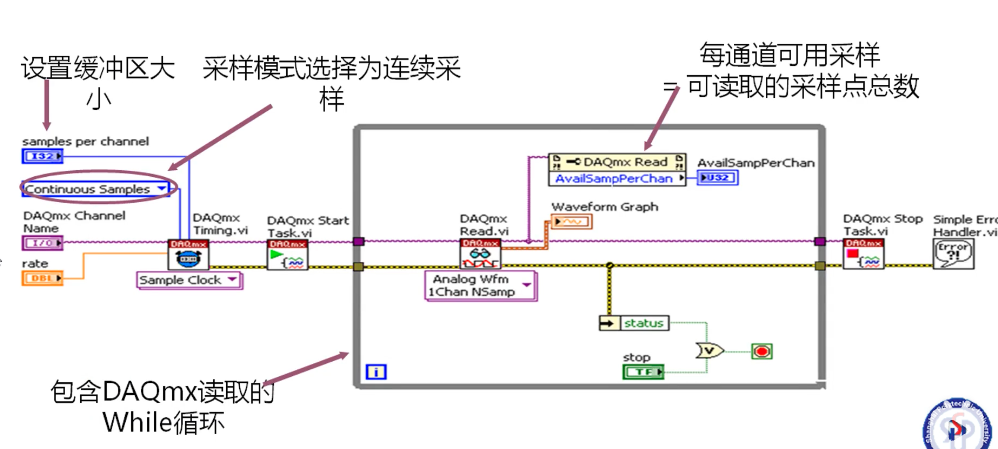 设置缓冲区大
小
采样模式选择为连续采
样
每通道可用采样
= 可读取的采样点总数
samples per channel
I32
Continuous Samples
DAQmx Channel
Name
I/O
rate
DBL
DAQmx
Timing.vi
DAQmx
Sample Clock
DAQmx Start
Task.vi
DAQmx
DAQmx
Read.vi
DAQmx
Analog Wfm
1Chan NSamp
DAQmx Read
AvailSampPerChan
AvailSampPerChan
U32
Waveform Graph
status
stop
TF
i
DAQmx Stop
Task.vi
DAQmx
Simple Erro
Handler.vi
Error
?!
包含DAQmx读取的
While循环